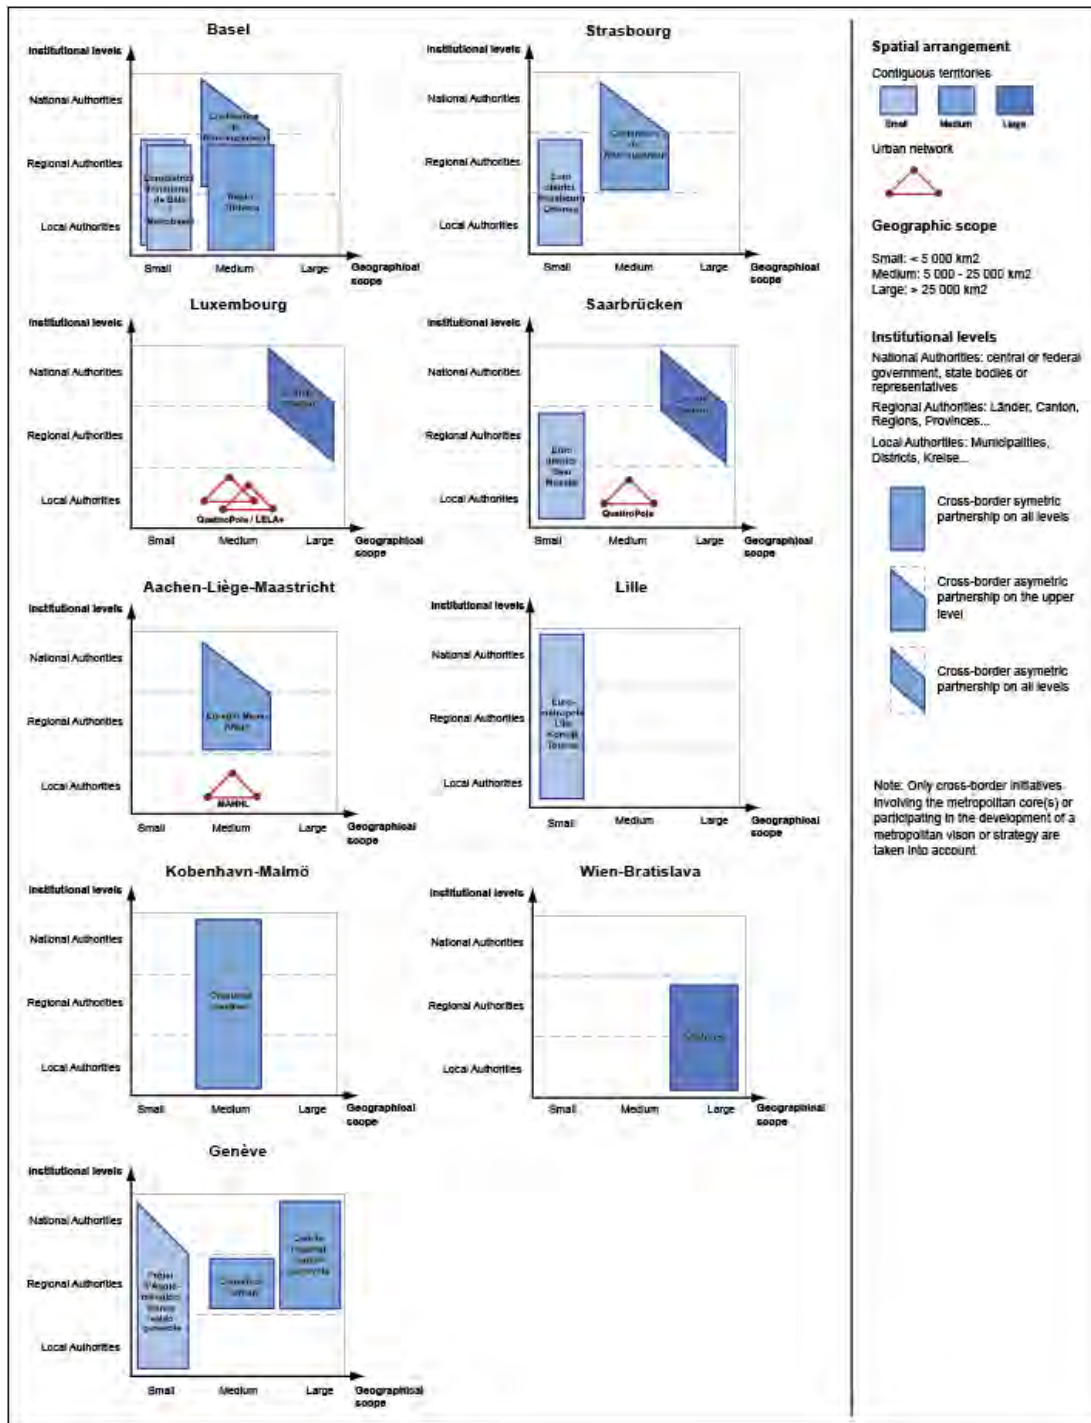 Basel
Institutional levels
National Authorities
Regional Authorities
Local Authorities
Small
Medium
Large
Geographical
scope
Strasbourg
Institutional levels
National Authorities
Regional Authorities
Local Authorities
Small
Medium
Large
Geographical
scope
Luxembourg
Institutional levels
National Authorities
Regional Authorities
Local Authorities
QuattroPole / LELA+
Small
Medium
Large
Geographical
scope
Saarbrücken
Institutional levels
National Authorities
Regional Authorities
Local Authorities
QuattroPole
Small
Medium
Large
Geographical
scope
Aachen-Liège-Maastricht
Institutional levels
National Authorities
Regional Authorities
Local Authorities
MAHHL
Small
Medium
Large
Geographical
scope
Lille
Institutional levels
National Authorities
Regional Authorities
Local Authorities
Euro-
métropole
Lille
Kortrijk
Tournai
Small
Medium
Large
Geographical
scope
Kobenhavn-Malmö
Institutional levels
National Authorities
Regional Authorities
Local Authorities
Small
Medium
Large
Geographical
scope
Wien-Bratislava
Institutional levels
National Authorities
Regional Authorities
Local Authorities
Small
Medium
Large
Geographical
scope
Genève
Institutional levels
National Authorities
Regional Authorities
Local Authorities
Small
Medium
Large
Geographical
scope
Spatial arrangement
Contiguous territories
Small
Medium
Large
Urban network
Geographic scope
Small: < 5 000 km2
Medium: 5 000 - 25 000 km2
Large: > 25 000 km2
Institutional levels
National Authorities: central or federal
government, state bodies or
representatives
Regional Authorities: Länder, Canton,
Regions, Provinces...
Local Authorities: Municipalities,
Districts, Kreise...
Cross-border symetric
partnership on all levels
Cross-border asymetric
partnership on the upper
level
Cross-border asymetric
partnership on all levels
Note: Only cross-border initiatives
involving the metropolitan core(s) or
participating in the development of a
metropolitan vison or strategy are
taken into account